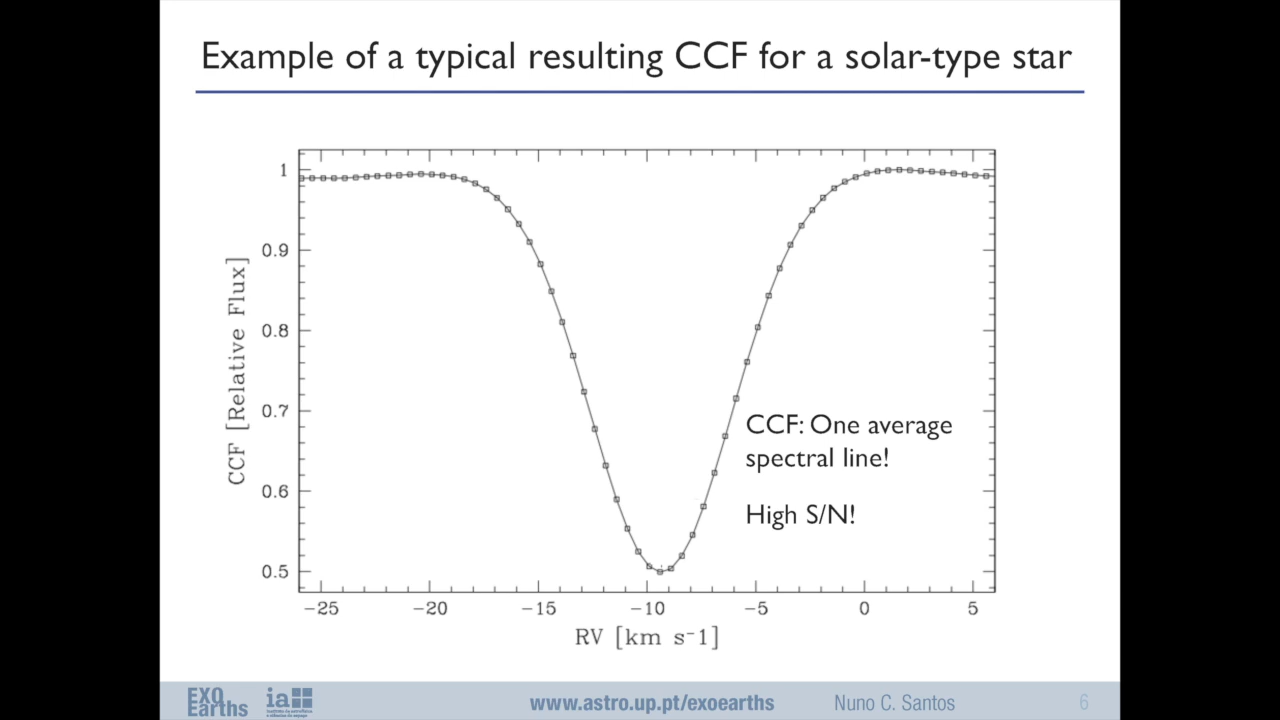 Example of a typical resulting CCF for a solar-type star
1
0.9
0.8
0.7
0.6
0.5
CCF [Relative Flux]
CCF: One average
spectral line!
High S/N!
−25 −20 −15 −10 −5 0 5
RV [km s⁻¹]
EXO
Earths
ia
www.astro.up.pt/exoearths
Nuno C. Santos
6